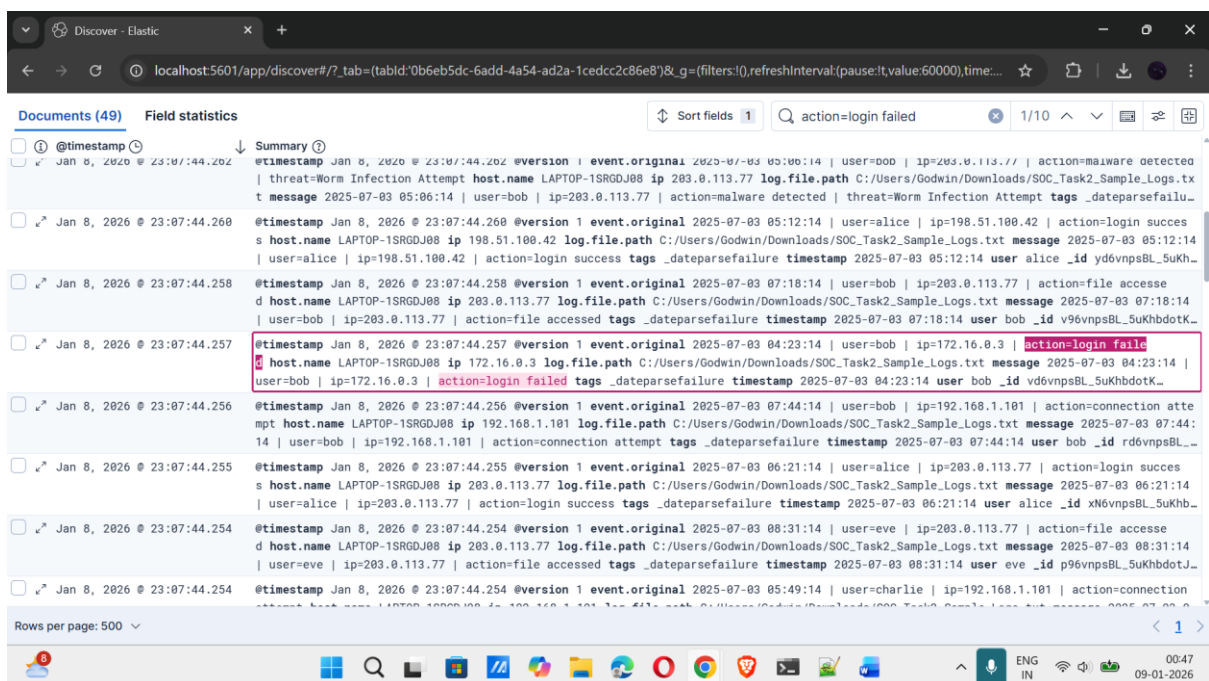 Discover - Elastic
localhost:5601/app/discover#/?_tab=(tabId:'0b6eb5dc-6add-4a54-ad2a-1cedcc2c86e8')&_g=(filters:!(),refreshInterval:(pause:!t,value:60000),time:...
Documents (49) Field statistics Sort fields 1 action=login failed 1/10
@timestamp Summary
Jan 8, 2026 @ 23:07:44.262 @timestamp Jan 8, 2026 @ 23:07:44.262 @version 1 event.original 2025-07-03 05:06:14 | user=bob | ip=203.0.113.77 | action=malware detected
| threat=Worm Infection Attempt host.name LAPTOP-1SRGDJ08 ip 203.0.113.77 log.file.path C:/Users/Godwin/Downloads/SOC_Task2_Sample_Logs.tx
t message 2025-07-03 05:06:14 | user=bob | ip=203.0.113.77 | action=malware detected | threat=Worm Infection Attempt tags _dateparsefailu…
Jan 8, 2026 @ 23:07:44.260 @timestamp Jan 8, 2026 @ 23:07:44.260 @version 1 event.original 2025-07-03 05:12:14 | user=alice | ip=198.51.100.42 | action=login succes
s host.name LAPTOP-1SRGDJ08 ip 198.51.100.42 log.file.path C:/Users/Godwin/Downloads/SOC_Task2_Sample_Logs.txt message 2025-07-03 05:12:14
| user=alice | ip=198.51.100.42 | action=login success tags _dateparsefailure timestamp 2025-07-03 05:12:14 user alice _id yd6vnpsBL_5uKh…
Jan 8, 2026 @ 23:07:44.258 @timestamp Jan 8, 2026 @ 23:07:44.258 @version 1 event.original 2025-07-03 07:18:14 | user=bob | ip=203.0.113.77 | action=file accesse
d host.name LAPTOP-1SRGDJ08 ip 203.0.113.77 log.file.path C:/Users/Godwin/Downloads/SOC_Task2_Sample_Logs.txt message 2025-07-03 07:18:14
| user=bob | ip=203.0.113.77 | action=file accessed tags _dateparsefailure timestamp 2025-07-03 07:18:14 user bob _id v96vnpsBL_5uKhbdotK…
Jan 8, 2026 @ 23:07:44.257 @timestamp Jan 8, 2026 @ 23:07:44.257 @version 1 event.original 2025-07-03 04:23:14 | user=bob | ip=172.16.0.3 | action=login faile
d host.name LAPTOP-1SRGDJ08 ip 172.16.0.3 log.file.path C:/Users/Godwin/Downloads/SOC_Task2_Sample_Logs.txt message 2025-07-03 04:23:14 |
user=bob | ip=172.16.0.3 | action=login failed tags _dateparsefailure timestamp 2025-07-03 04:23:14 user bob _id vd6vnpsBL_5uKhbdotK…
Jan 8, 2026 @ 23:07:44.256 @timestamp Jan 8, 2026 @ 23:07:44.256 @version 1 event.original 2025-07-03 07:44:14 | user=bob | ip=192.168.1.101 | action=connection atte
mpt host.name LAPTOP-1SRGDJ08 ip 192.168.1.101 log.file.path C:/Users/Godwin/Downloads/SOC_Task2_Sample_Logs.txt message 2025-07-03 07:44:
14 | user=bob | ip=192.168.1.101 | action=connection attempt tags _dateparsefailure timestamp 2025-07-03 07:44:14 user bob _id rd6vnpsBL_…
Jan 8, 2026 @ 23:07:44.255 @timestamp Jan 8, 2026 @ 23:07:44.255 @version 1 event.original 2025-07-03 06:21:14 | user=alice | ip=203.0.113.77 | action=login succes
s host.name LAPTOP-1SRGDJ08 ip 203.0.113.77 log.file.path C:/Users/Godwin/Downloads/SOC_Task2_Sample_Logs.txt message 2025-07-03 06:21:14
| user=alice | ip=203.0.113.77 | action=login success tags _dateparsefailure timestamp 2025-07-03 06:21:14 user alice _id xN6vnpsBL_5uKhb…
Jan 8, 2026 @ 23:07:44.254 @timestamp Jan 8, 2026 @ 23:07:44.254 @version 1 event.original 2025-07-03 08:31:14 | user=eve | ip=203.0.113.77 | action=file accesse
d host.name LAPTOP-1SRGDJ08 ip 203.0.113.77 log.file.path C:/Users/Godwin/Downloads/SOC_Task2_Sample_Logs.txt message 2025-07-03 08:31:14
| user=eve | ip=203.0.113.77 | action=file accessed tags _dateparsefailure timestamp 2025-07-03 08:31:14 user eve _id p96vnpsBL_5uKhbdotJ…
Jan 8, 2026 @ 23:07:44.254 @timestamp Jan 8, 2026 @ 23:07:44.254 @version 1 event.original 2025-07-03 05:49:14 | user=charlie | ip=192.168.1.101 | action=connection
Rows per page: 500 1
8 ENG 00:47
IN 09-01-2026